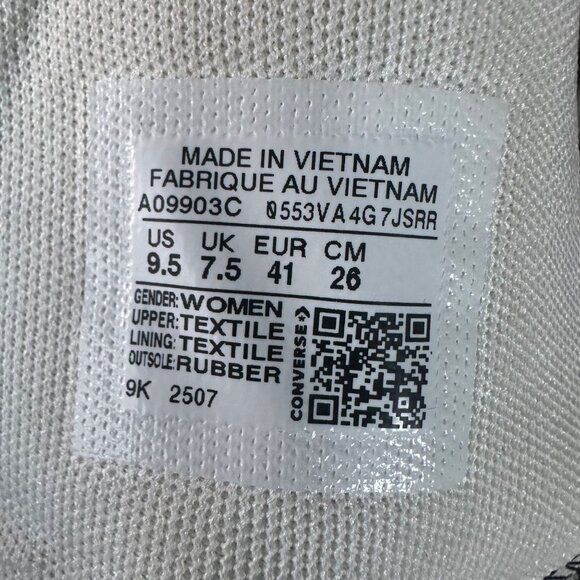 MADE IN VIETNAM
FABRIQUE AU VIETNAM
A09903C 0553VA4G7JSRR
US UK EUR CM
9.5 7.5 41 26
GENDER: WOMEN
UPPER: TEXTILE
LINING: TEXTILE
OUTSOLE: RUBBER
9K 2507
CONVERSE